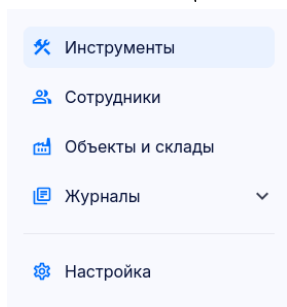 Инструменты
Сотрудники
Объекты и склады
Журналы
Настройка